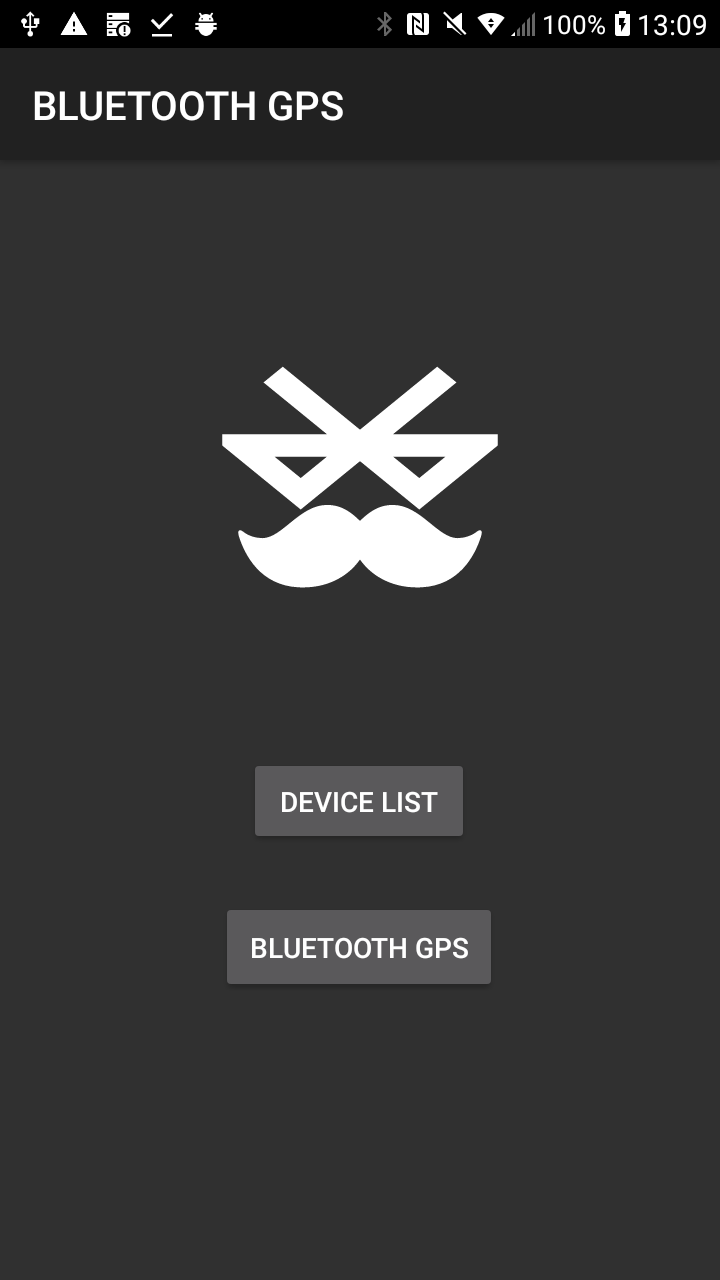 100% 13:09
BLUETOOTH GPS
DEVICE LIST
BLUETOOTH GPS